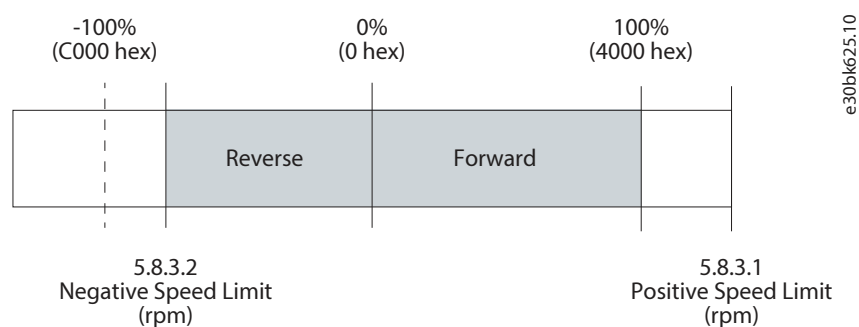 -100%
(C000 hex)
0%
(0 hex)
100%
(4000 hex)
e30bk625.10
Reverse
Forward
5.8.3.2
Negative Speed Limit
(rpm)
5.8.3.1
Positive Speed Limit
(rpm)